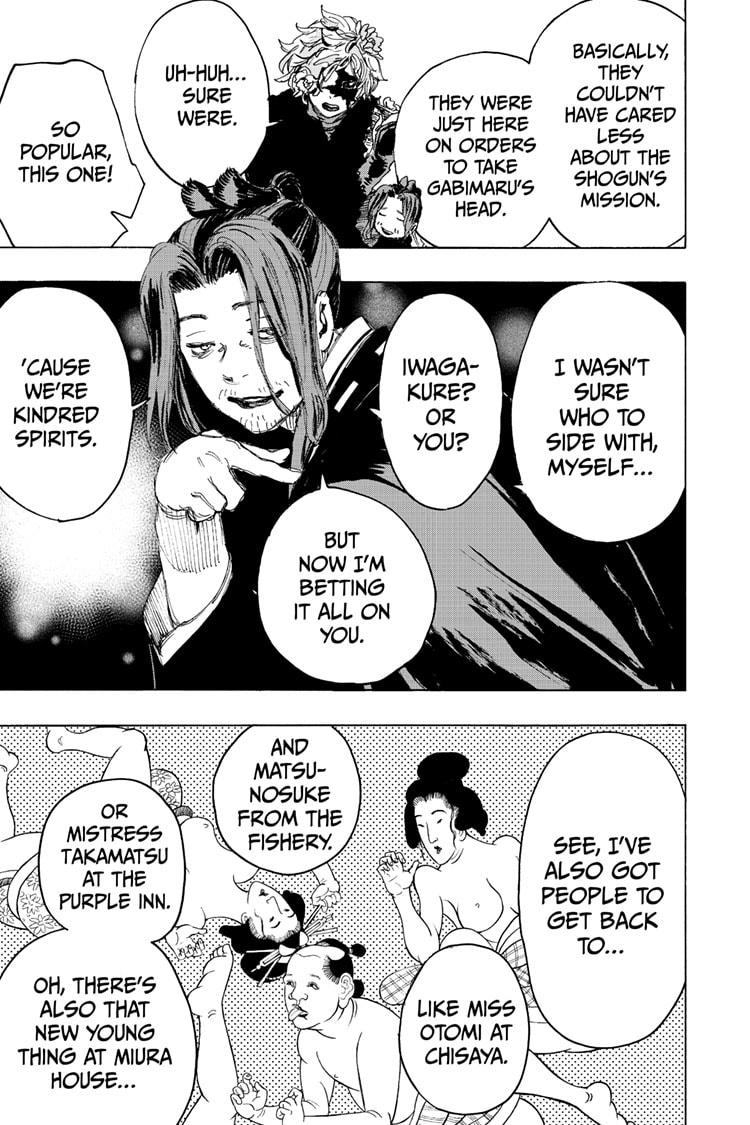 BASICALLY,
THEY
COULDN'T
HAVE CARED
LESS
ABOUT THE
SHOGUN'S
MISSION.
THEY WERE
JUST HERE
ON ORDERS
TO TAKE
GABIMARU'S
HEAD.
UH-HUH...
SURE
WERE.
SO
POPULAR,
THIS ONE!
I WASN'T
SURE
WHO TO
SIDE WITH,
MYSELF...
IWAGA-
KURE?
OR
YOU?
BUT
NOW I'M
BETTING
IT ALL ON
YOU.
'CAUSE
WE'RE
KINDRED
SPIRITS.
SEE, I'VE
ALSO GOT
PEOPLE TO
GET BACK
TO...
LIKE MISS
OTOMI AT
CHISAYA.
AND
MATSU-
NOSUKE
FROM THE
FISHERY.
OR
MISTRESS
TAKAMATSU
AT THE
PURPLE INN.
OH, THERE'S
ALSO THAT
NEW YOUNG
THING AT MIURA
HOUSE...